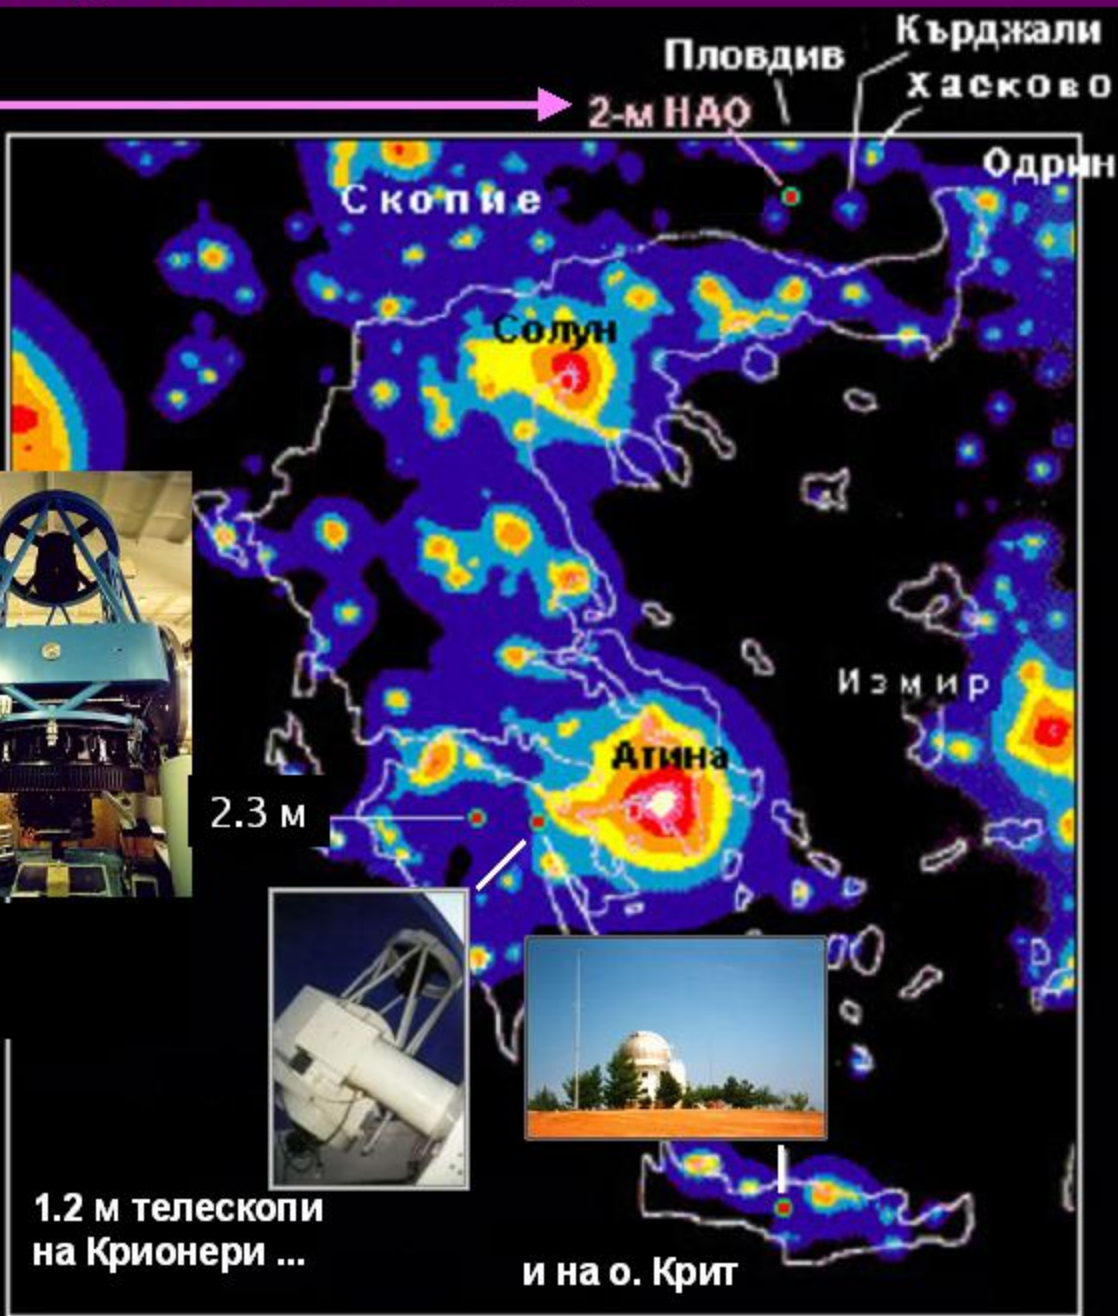 Кърджали
Пловдив
Хасково
2-м НАО
Одрин
Скопие
Солун
Измир
Атина
2.3 м
1.2 м телескопи
на Крионери ...
и на о. Крит